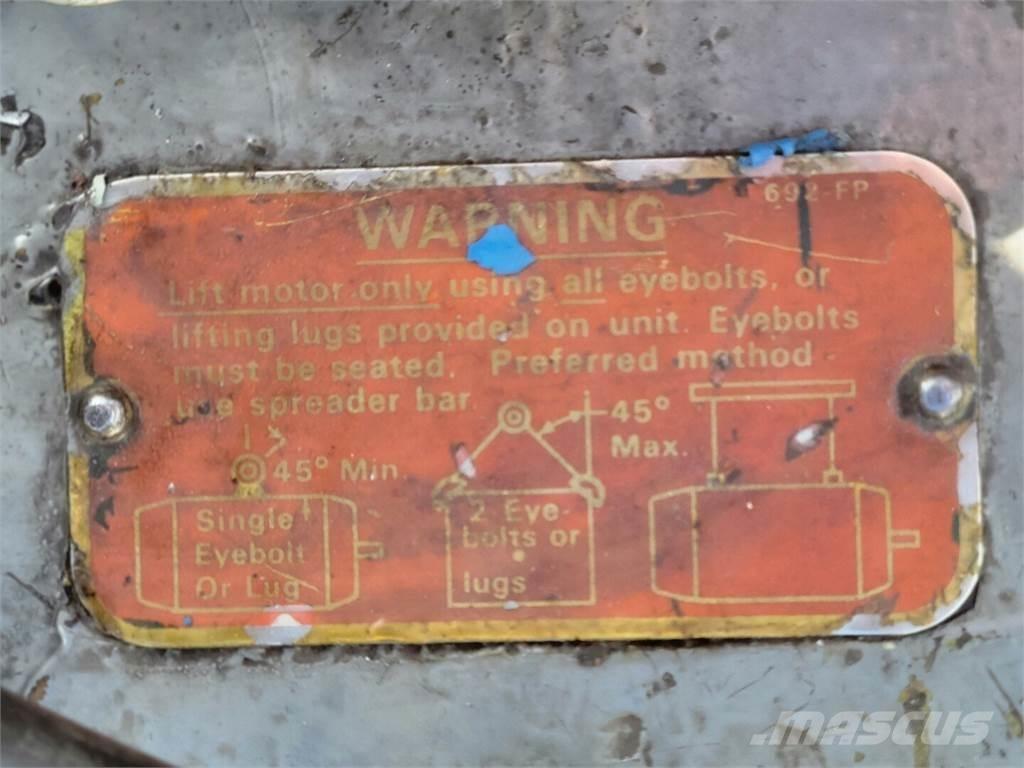 692-FP
WARNING
Lift motor only using all eyebolts, or
lifting lugs provided on unit. Eyebolts
must be seated. Preferred method
use spreader bar.
45° Min.
45°
Max.
Single
Eyebolt
Or Lug
2 Eye-
bolts or
lugs
MASCUS